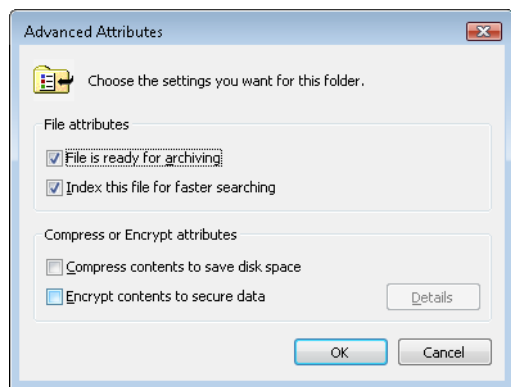 Advanced Attributes
Choose the settings you want for this folder.
File attributes
File is ready for archiving
Index this file for faster searching
Compress or Encrypt attributes
Compress contents to save disk space
Encrypt contents to secure data
Details
OK
Cancel